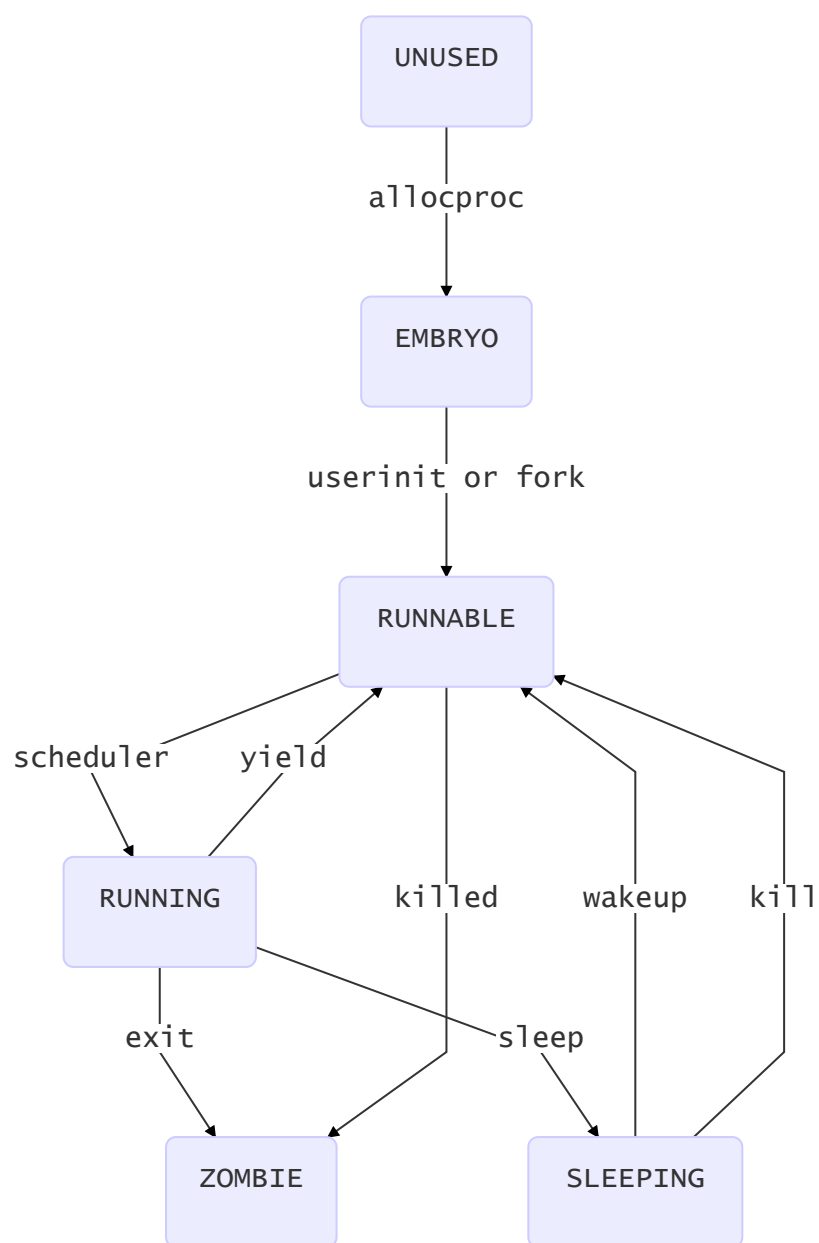 UNUSED
allocproc
EMBRYO
userinit or fork
RUNNABLE
scheduler
yield
RUNNING
killed
wakeup
kill
exit
sleep
ZOMBIE
SLEEPING